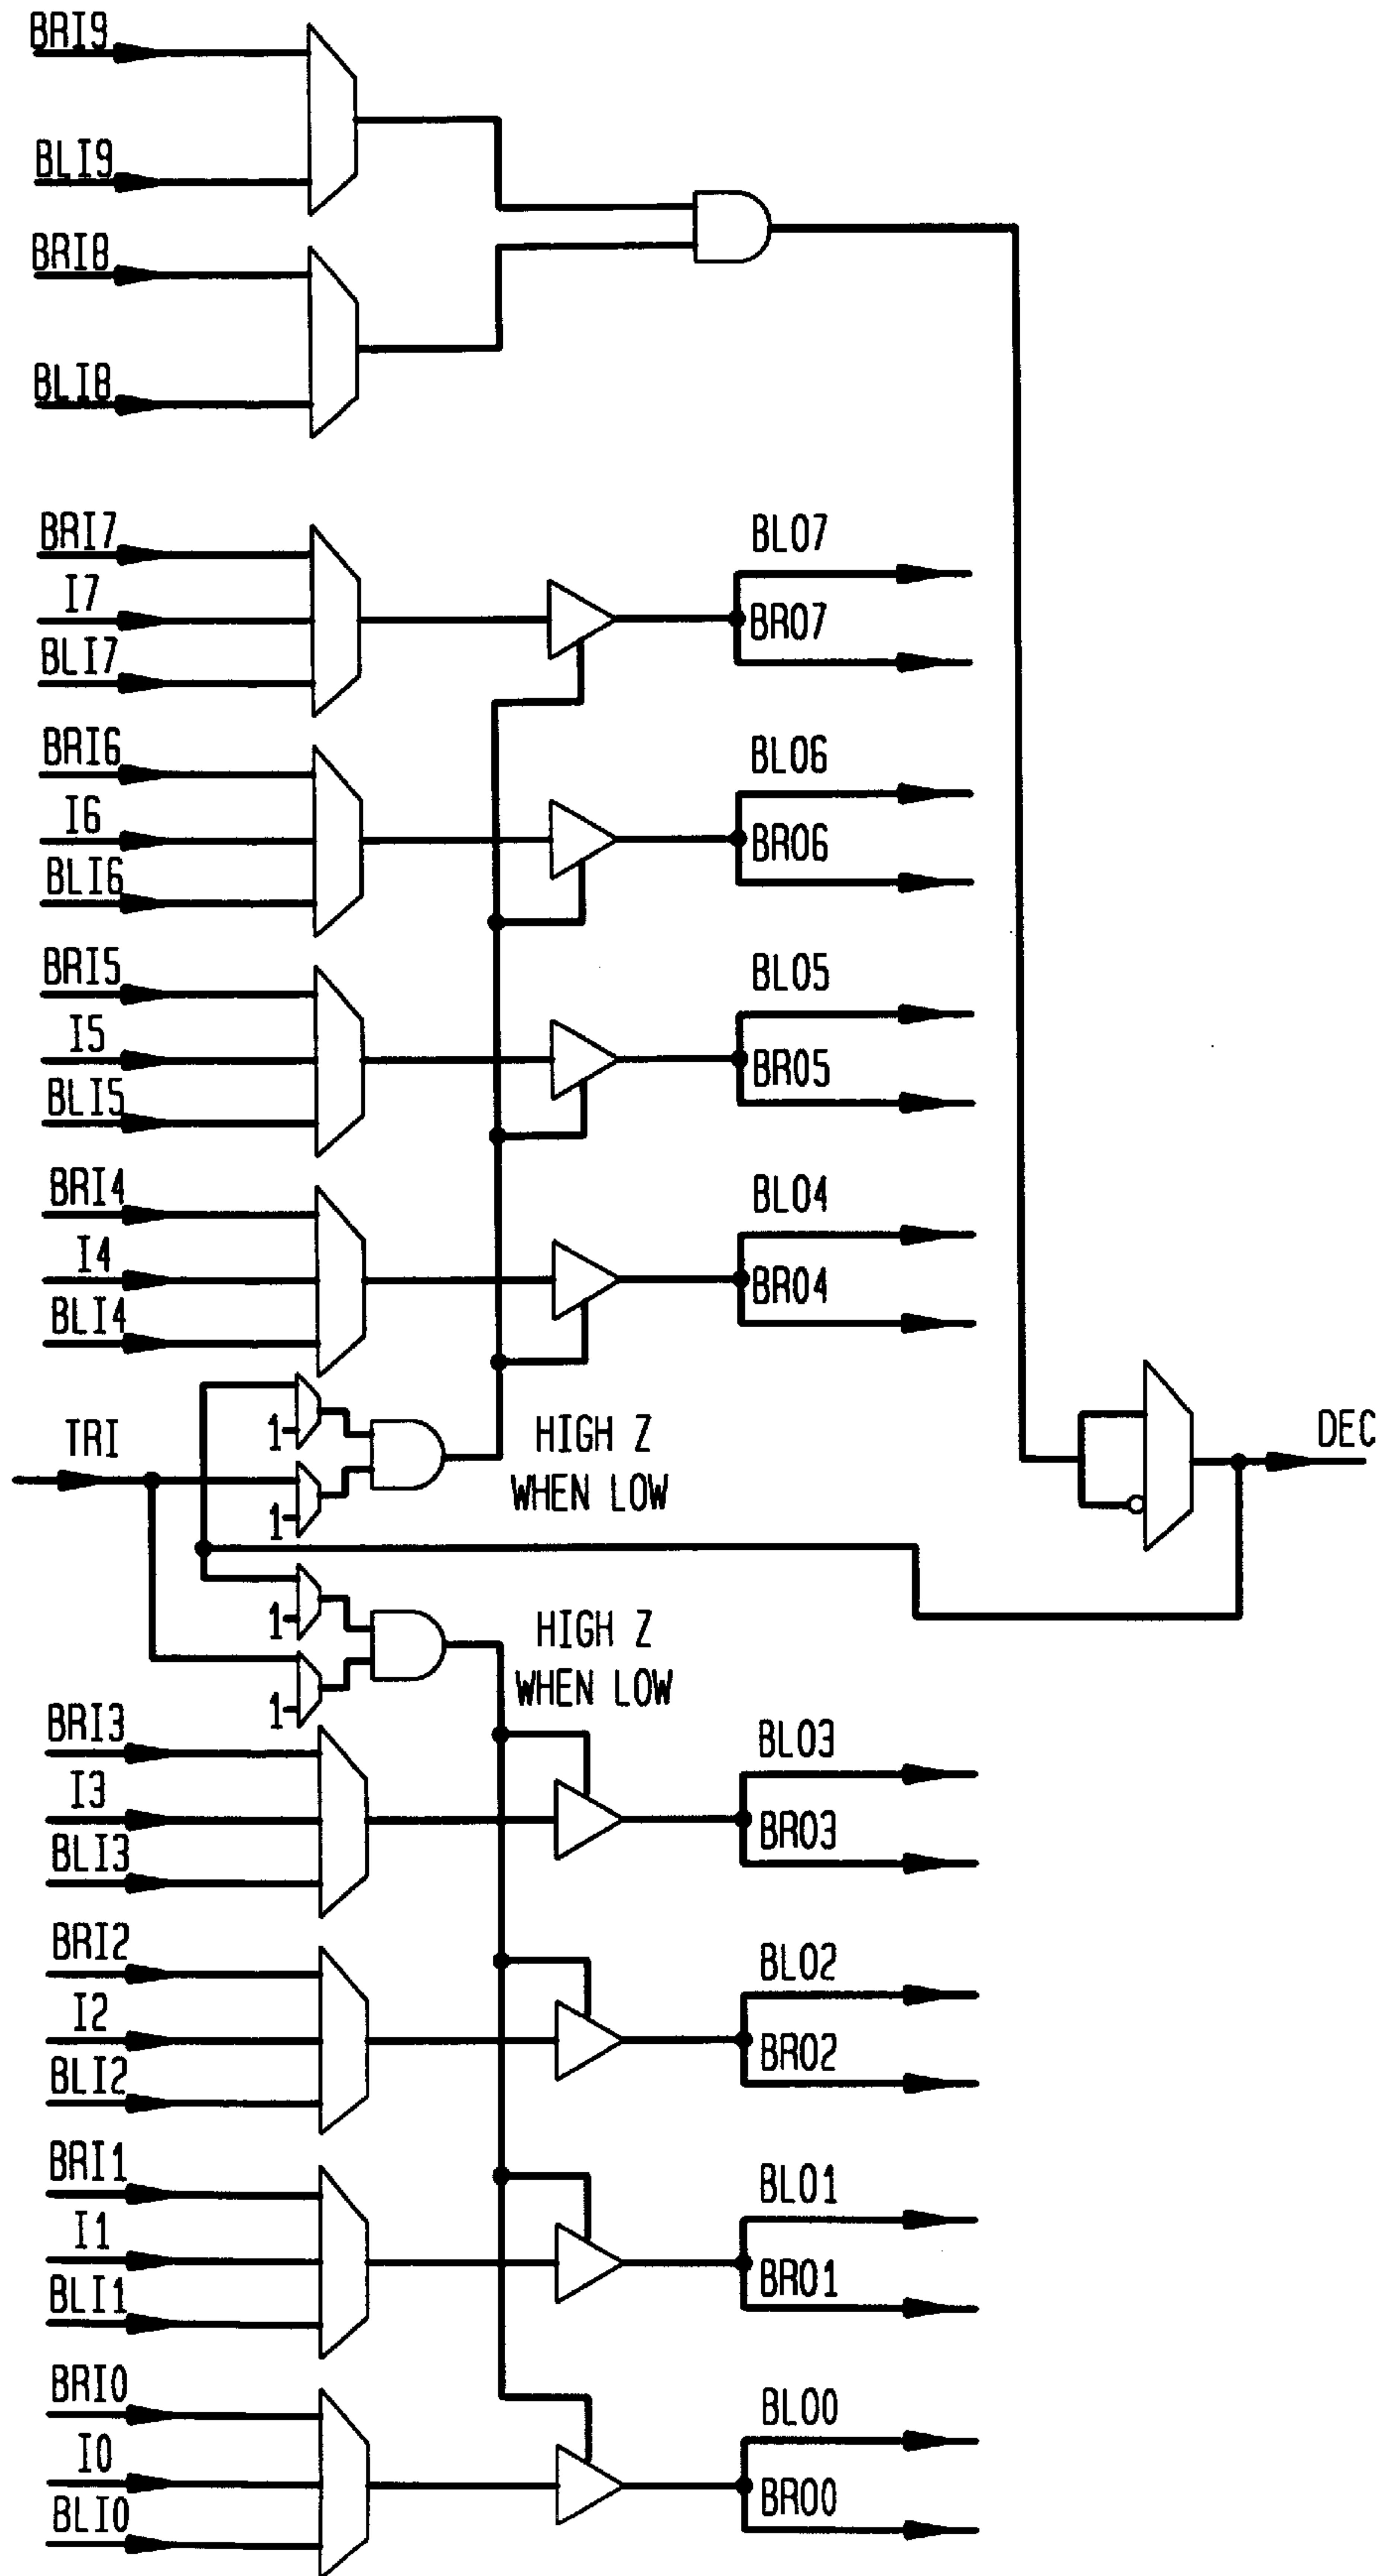 BRI9
BLI9
BRI8
BLI8
BRI7
BLO7
I7
BRO7
BLI7
BRI6
BLO6
I6
BRO6
BLI6
BRI5
BLO5
I5
BRO5
BLI5
BRI4
BLO4
I4
BRO4
BLI4
1
TRI
HIGH Z
WHEN LOW
DEC
1
1
HIGH Z
WHEN LOW
1
BRI3
BLO3
I3
BRO3
BLI3
BRI2
BLO2
I2
BRO2
BLI2
BRI1
BLO1
I1
BRO1
BLI1
BRI0
BLO0
I0
BRO0
BLI0